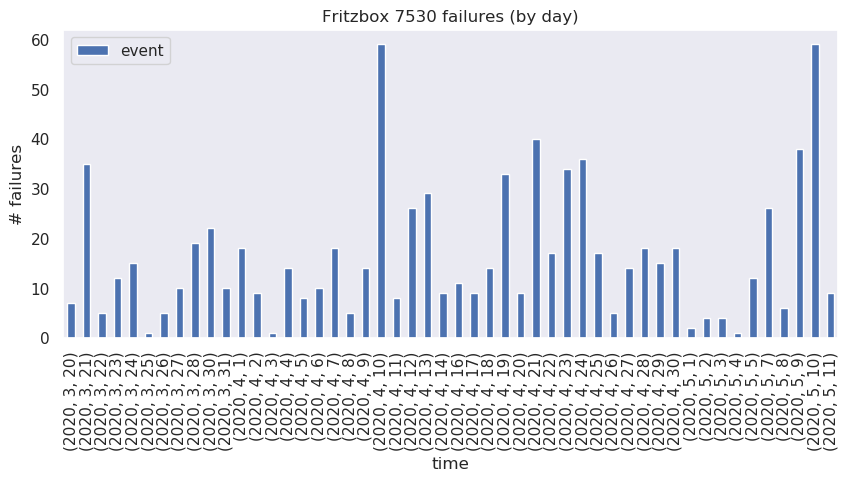 Fritzbox 7530 failures (by day)
event
# failures
60
50
40
30
20
10
0
(2020, 3, 20)
(2020, 3, 21)
(2020, 3, 22)
(2020, 3, 23)
(2020, 3, 24)
(2020, 3, 25)
(2020, 3, 26)
(2020, 3, 27)
(2020, 3, 28)
(2020, 3, 30)
(2020, 3, 31)
(2020, 4, 1)
(2020, 4, 2)
(2020, 4, 3)
(2020, 4, 4)
(2020, 4, 5)
(2020, 4, 6)
(2020, 4, 7)
(2020, 4, 8)
(2020, 4, 9)
(2020, 4, 10)
(2020, 4, 11)
(2020, 4, 12)
(2020, 4, 13)
(2020, 4, 14)
(2020, 4, 16)
(2020, 4, 17)
(2020, 4, 18)
(2020, 4, 19)
(2020, 4, 20)
(2020, 4, 21)
(2020, 4, 22)
(2020, 4, 23)
(2020, 4, 24)
(2020, 4, 25)
(2020, 4, 26)
(2020, 4, 27)
(2020, 4, 28)
(2020, 4, 29)
(2020, 4, 30)
(2020, 5, 1)
(2020, 5, 2)
(2020, 5, 3)
(2020, 5, 4)
(2020, 5, 5)
(2020, 5, 7)
(2020, 5, 8)
(2020, 5, 9)
(2020, 5, 10)
(2020, 5, 11)
time